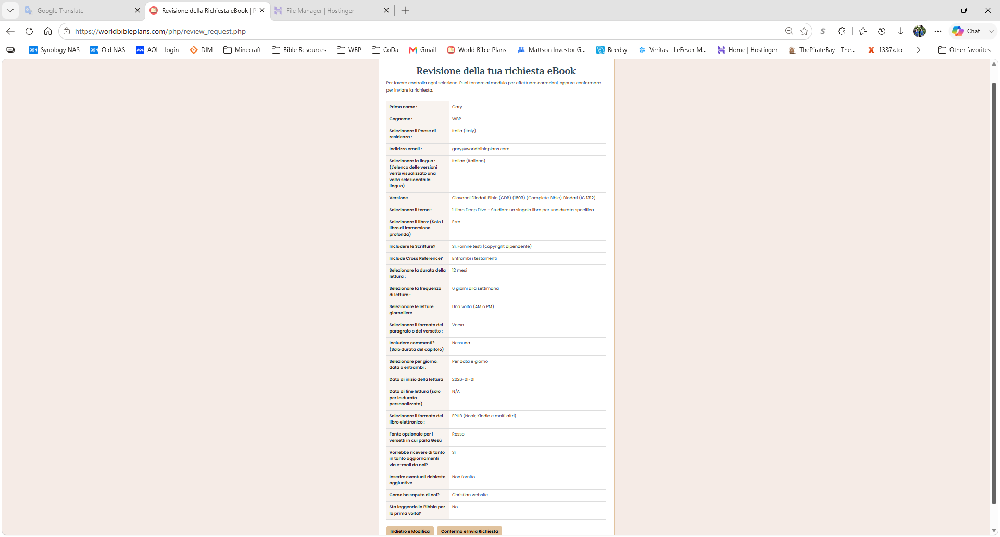 Google Translate
Revisione della Richiesta eBook | P
File Manager | Hostinger
https://worldbibleplans.com/php/review_request.php
S
Chat
DSM Synology NAS
DSM Old NAS
AOL AOL - login
DIM
Minecraft
Bible Resources
WBP
CoDa
Gmail
World Bible Plans
Mattson Investor G...
Reedsy
Veritas - LeFever M...
Home | Hostinger
ThePirateBay - The...
1337x.to
Other favorites
Revisione della tua richiesta eBook
Per favore controlla ogni selezione. Puoi tornare al modulo per effettuare correzioni, oppure confermare
per inviare la richiesta.
Primo nome : Gary
Cognome : WBP
Selezionare il Paese di Italia (Italy)
residenza :
Indirizzo email : gary@worldbibleplans.com
Selezionare la lingua : Italian (Italiano)
(L'elenco delle versioni
verrà visualizzato una
volta selezionata la
lingua)
Versione Giovanni Diodati Bible (GDB) (1603) (Complete Bible) Diodati (IC 1312)
Selezionare il tema : 1 Libro Deep Dive - Studiare un singolo libro per una durata specifica
Selezionare il libro: (Solo 1 Ezra
libro di immersione
profonda)
Includere le Scritture? Sì. Fornire testi (copyright dipendente)
Include Cross Reference? Entrambi i testamenti
Selezionare la durata della 12 mesi
lettura :
Selezionare la frequenza 6 giorni alla settimana
di lettura :
Selezionare le letture Una volta (AM o PM)
giornaliere
Selezionare il formato del Verso
paragrafo o del versetto :
Includere commenti? Nessuna
(Solo durata del capitolo)
Selezionare per giorno, Per data e giorno
data o entrambi :
Data di inizio della lettura 2026-01-01
Data di fine lettura (solo N/A
per la durata
personalizzata)
Selezionare il formato del EPUB (Nook, Kindle e molti altri)
libro elettronico :
Fonte opzionale per i Rosso
versetti in cui parla Gesù
Vorrebbe ricevere di tanto Sì
in tanto aggiornamenti
via e-mail da noi?
Inserire eventuali richieste Non fornito
aggiuntive
Come ha saputo di noi? Christian website
Sta leggendo la Bibbia per No
la prima volta?
Indietro e Modifica
Conferma e Invia Richiesta